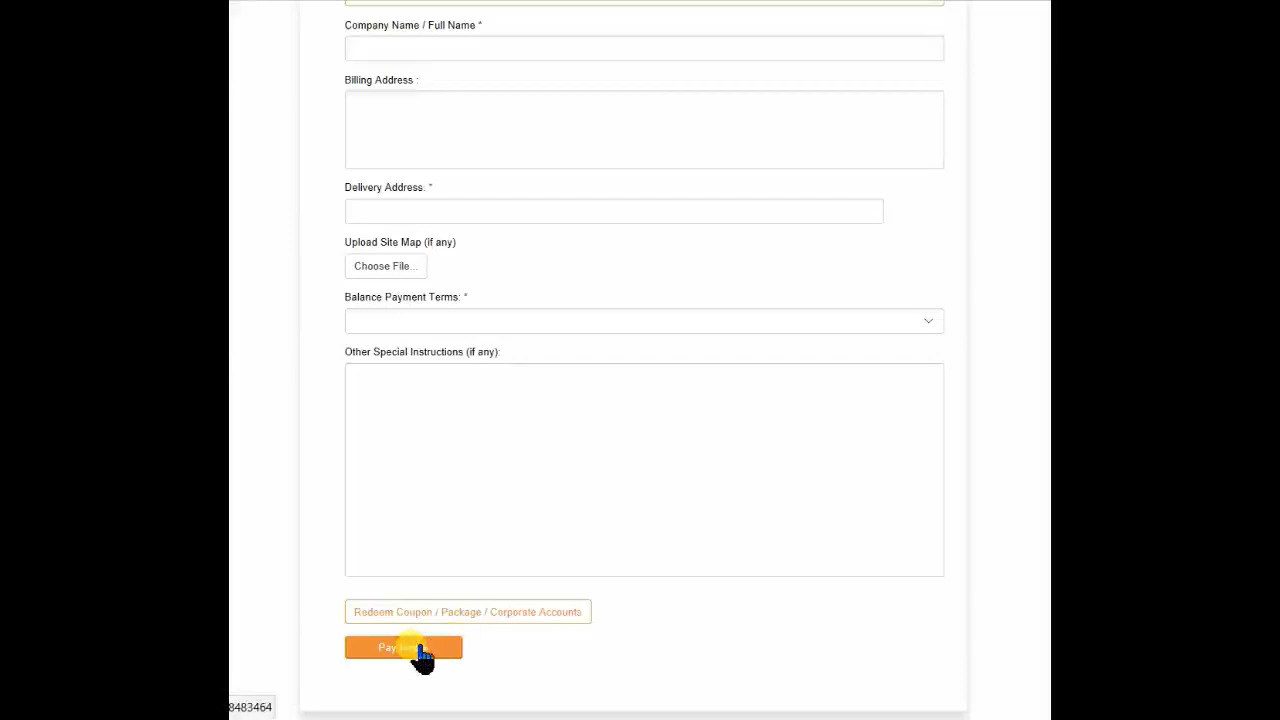 Company Name / Full Name *
Billing Address :
Delivery Address. *
Upload Site Map (if any)
Choose File...
Balance Payment Terms: *
Other Special Instructions (if any):
Redeem Coupon / Package / Corporate Accounts
Pay
8483464